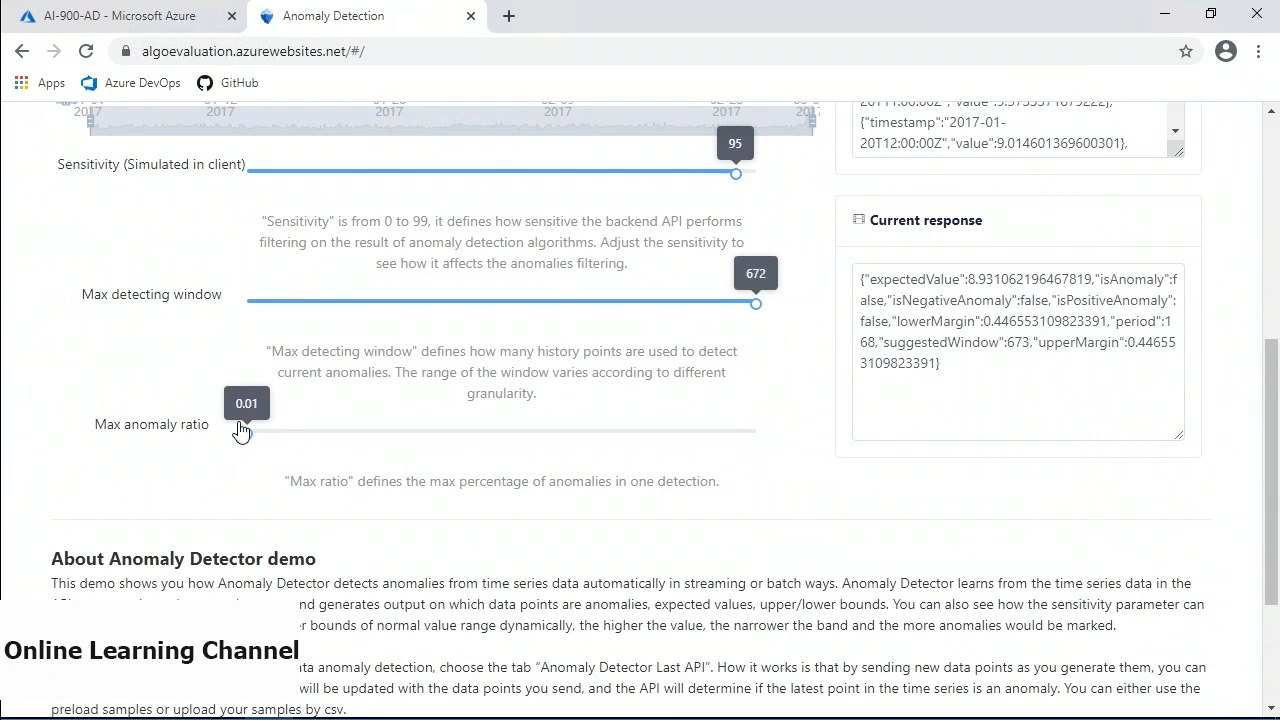 AI-900-AD - Microsoft Azure
Anomaly Detection
algoevaluation.azurewebsites.net/#/
Apps
Azure DevOps
GitHub
2017
2017
2017
2017
2017
2017
95
Sensitivity (Simulated in client)
"Sensitivity" is from 0 to 99, it defines how sensitive the backend API performs
filtering on the result of anomaly detection algorithms. Adjust the sensitivity to
see how it affects the anomalies filtering.
672
Max detecting window
"Max detecting window" defines how many history points are used to detect
current anomalies. The range of the window varies according to different
granularity.
0.01
Max anomaly ratio
"Max ratio" defines the max percentage of anomalies in one detection.
{"timestamp":"2017-01-
20T12:00:00Z","value":9.014601369600301},
Current response
{"expectedValue":8.931062196467819,"isAnomaly":f
alse,"isNegativeAnomaly":false,"isPositiveAnomaly":
false,"lowerMargin":0.446553109823391,"period":1
68,"suggestedWindow":673,"upperMargin":0.44655
3109823391}
About Anomaly Detector demo
This demo shows you how Anomaly Detector detects anomalies from time series data automatically in streaming or batch ways. Anomaly Detector learns from the time series data in the
nd generates output on which data points are anomalies, expected values, upper/lower bounds. You can also see how the sensitivity parameter can
r bounds of normal value range dynamically, the higher the value, the narrower the band and the more anomalies would be marked.
Online Learning Channel
ta anomaly detection, choose the tab “Anomaly Detector Last API”. How it works is that by sending new data points as you generate them, you can
will be updated with the data points you send, and the API will determine if the latest point in the time series is an anomaly. You can either use the
preload samples or upload your samples by csv.